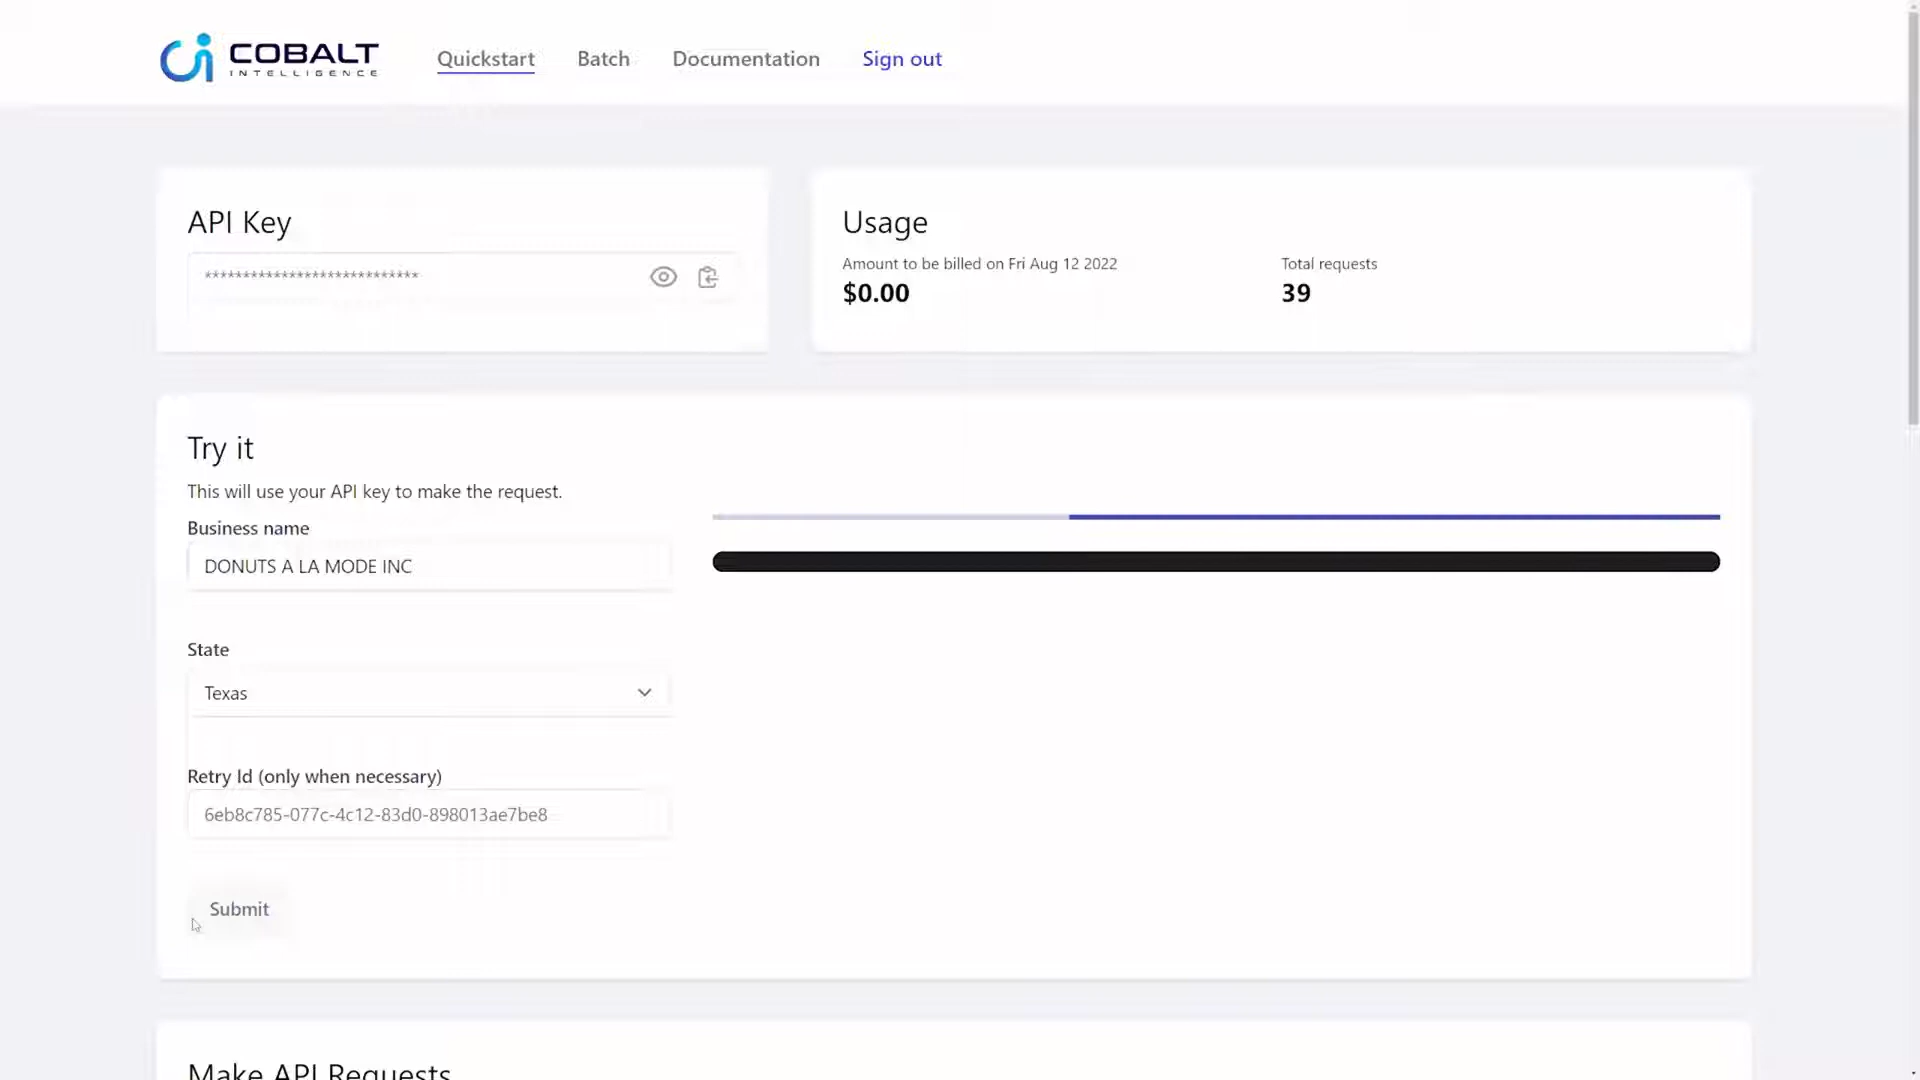 COBALT
INTELLIGENCE
Quickstart
Batch
Documentation
Sign out
API Key
****************************
Usage
Amount to be billed on Fri Aug 12 2022
$0.00
Total requests
39
Try it
This will use your API key to make the request.
Business name
DONUTS A LA MODE INC
State
Texas
Retry Id (only when necessary)
6eb8c785-077c-4c12-83d0-898013ae7be8
Submit
Make API Requests